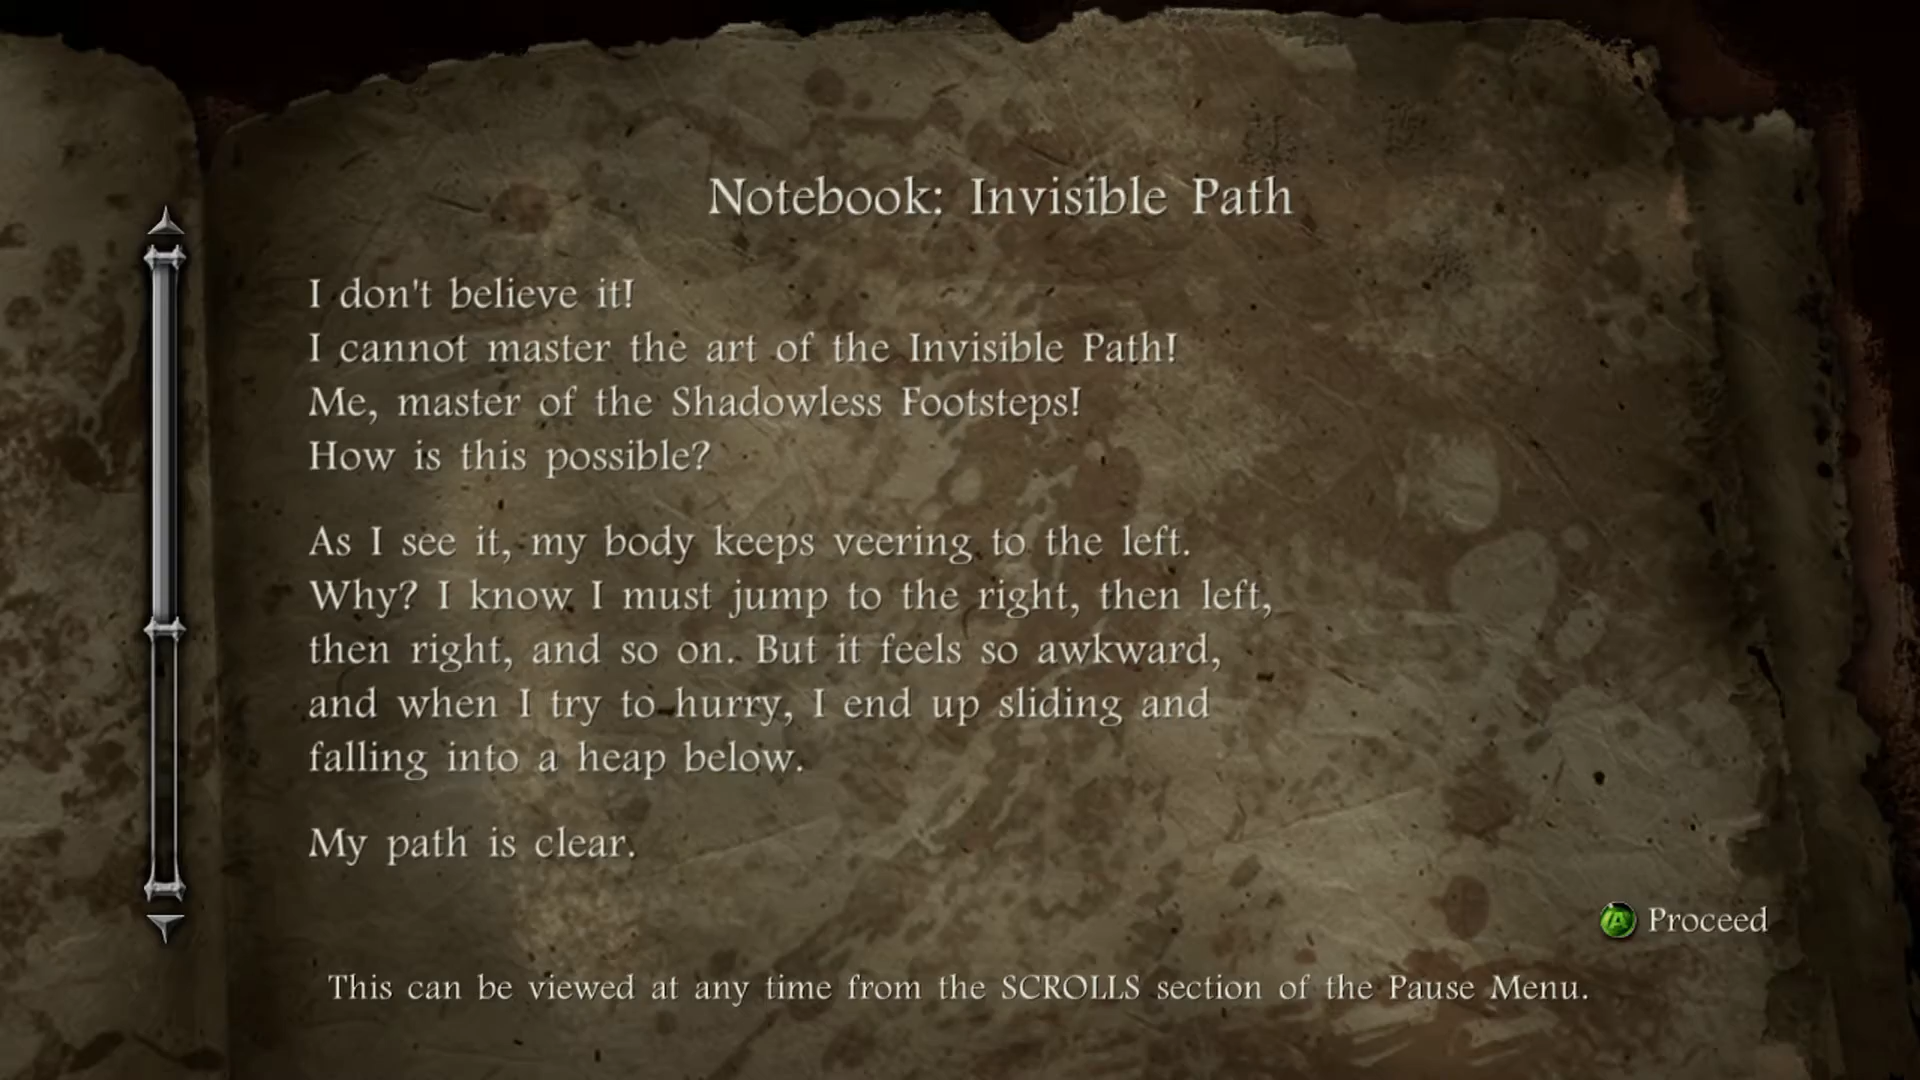 Notebook: Invisible Path
I don't believe it!
I cannot master the art of the Invisible Path!
Me, master of the Shadowless Footsteps!
How is this possible?
As I see it, my body keeps veering to the left.
Why? I know I must jump to the right, then left,
then right, and so on. But it feels so awkward,
and when I try to hurry, I end up sliding and
falling into a heap below.
My path is clear.
A Proceed
This can be viewed at any time from the SCROLLS section of the Pause Menu.